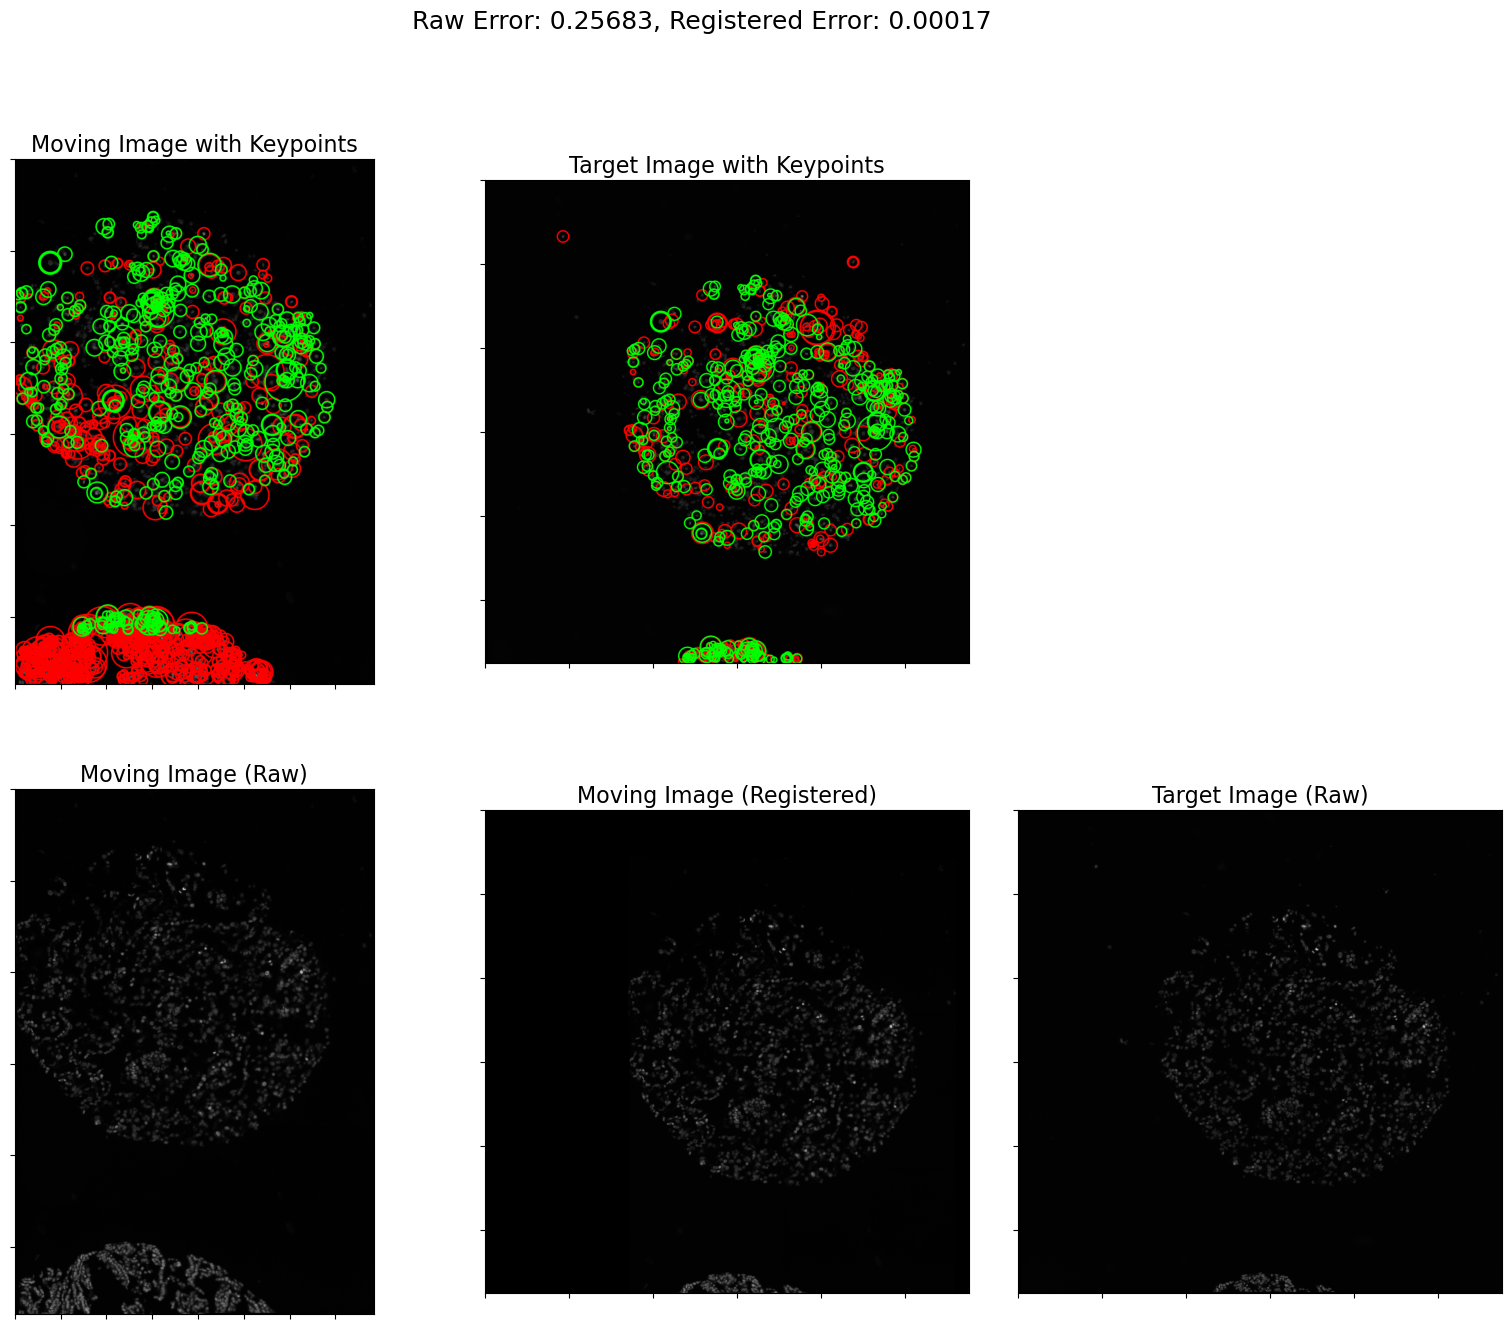 Raw Error: 0.25683, Registered Error: 0.00017
Moving Image with Keypoints
Target Image with Keypoints
Moving Image (Raw)
Moving Image (Registered)
Target Image (Raw)